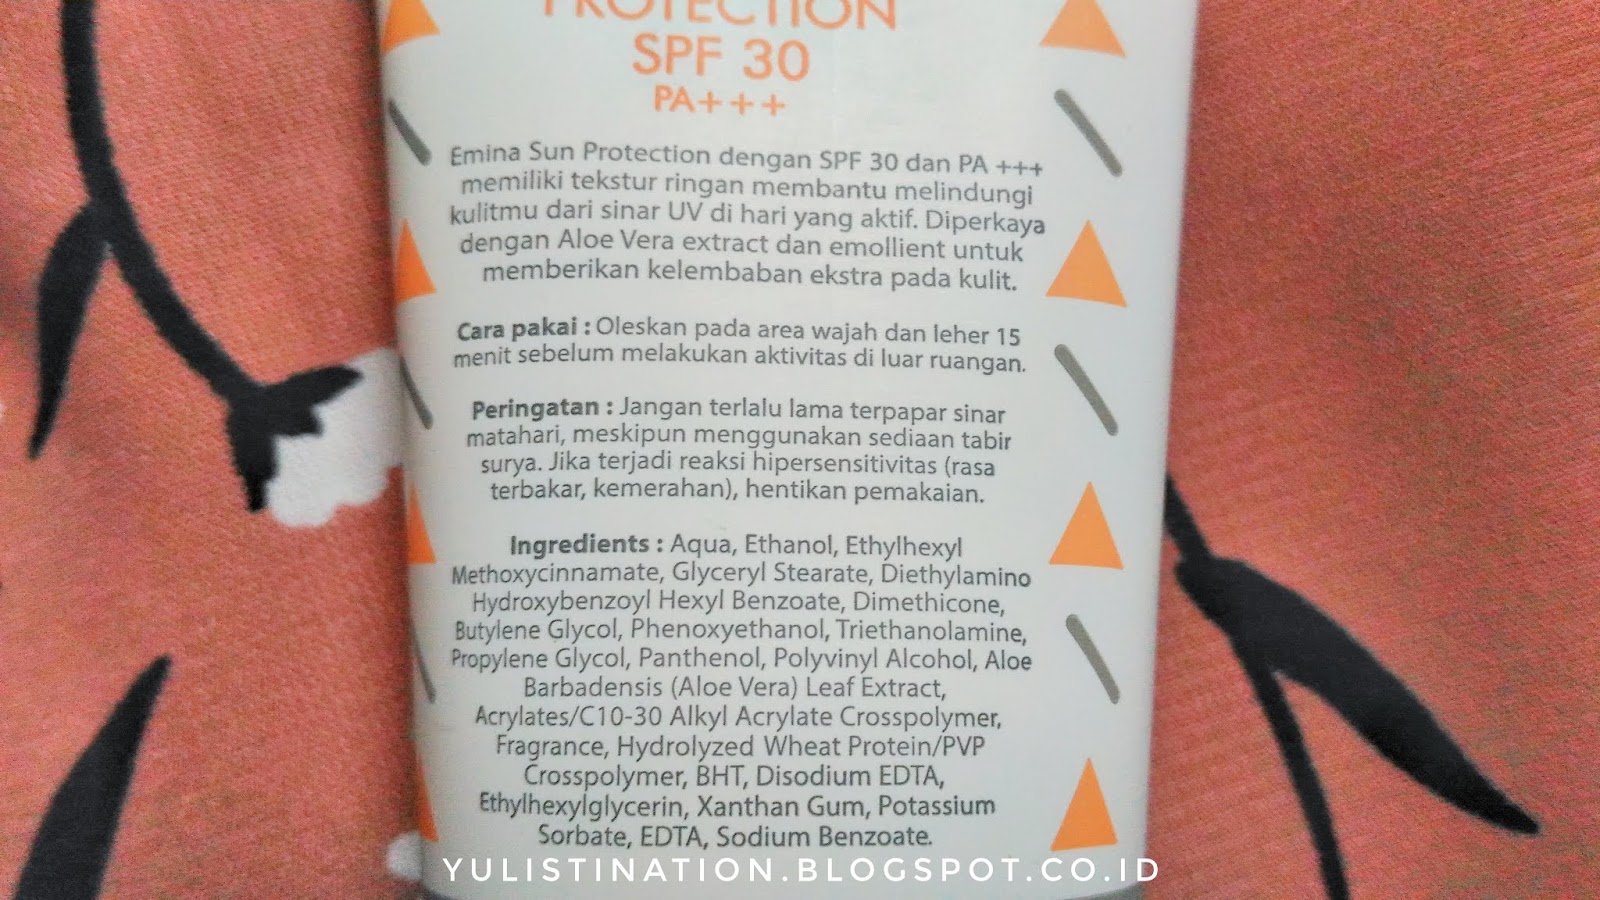 PROTECTION
SPF 30
PA+++
Emina Sun Protection dengan SPF 30 dan PA +++
memiliki tekstur ringan membantu melindungi
kulitmu dari sinar UV di hari yang aktif. Diperkaya
dengan Aloe Vera extract dan emollient untuk
memberikan kelembaban ekstra pada kulit.
Cara pakai : Oleskan pada area wajah dan leher 15
menit sebelum melakukan aktivitas di luar ruangan.
Peringatan : Jangan terlalu lama terpapar sinar
matahari, meskipun menggunakan sediaan tabir
surya. Jika terjadi reaksi hipersensitivitas (rasa
terbakar, kemerahan), hentikan pemakaian.
Ingredients : Aqua, Ethanol, Ethylhexyl
Methoxycinnamate, Glyceryl Stearate, Diethylamino
Hydroxybenzoyl Hexyl Benzoate, Dimethicone,
Butylene Glycol, Phenoxyethanol, Triethanolamine,
Propylene Glycol, Panthenol, Polyvinyl Alcohol, Aloe
Barbadensis (Aloe Vera) Leaf Extract,
Acrylates/C10-30 Alkyl Acrylate Crosspolymer,
Fragrance, Hydrolyzed Wheat Protein/PVP
Crosspolymer, BHT, Disodium EDTA,
Ethylhexylglycerin, Xanthan Gum, Potassium
Sorbate, EDTA, Sodium Benzoate.
YULISTINATION.BLOGSPOT.CO.ID